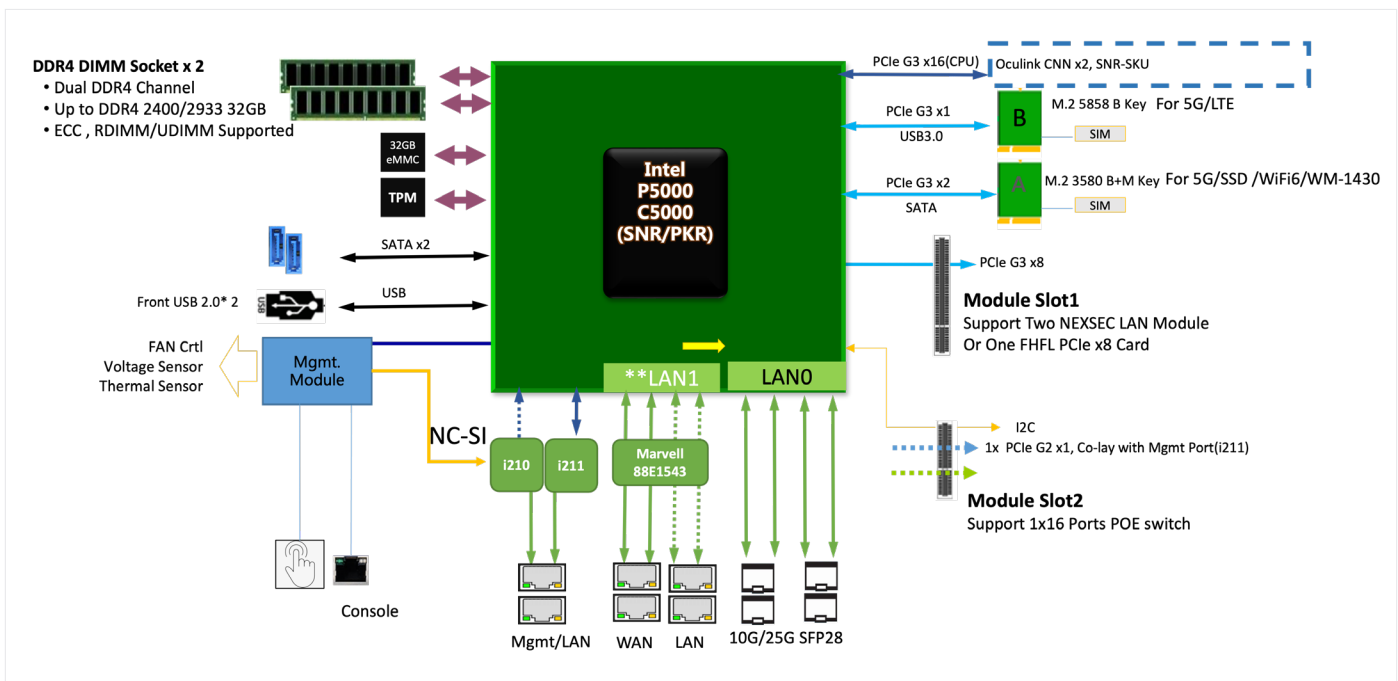 DDR4 DIMM Socket x 2
• Dual DDR4 Channel
• Up to DDR4 2400/2933 32GB
• ECC , RDIMM/UDIMM Supported
32GB
eMMC
TPM
SATA x2
Front USB 2.0* 2
USB
USB
FAN Crtl
Voltage Sensor
Thermal Sensor
Mgmt.
Module
NC-SI
Console
Intel
P5000
C5000
(SNR/PKR)
**LAN1
LAN0
i210
i211
Marvell
88E1543
Mgmt/LAN
WAN
LAN
10G/25G SFP28
PCIe G3 x16(CPU)
Oculink CNN x2, SNR-SKU
PCIe G3 x1
USB3.0
B
M.2 5858 B Key For 5G/LTE
SIM
PCIe G3 x2
SATA
A
M.2 3580 B+M Key For 5G/SSD /WiFi6/WM-1430
SIM
PCIe G3 x8
Module Slot1
Support Two NEXSEC LAN Module
Or One FHFL PCIe x8 Card
I2C
1x PCIe G2 x1, Co-lay with Mgmt Port(i211)
Module Slot2
Support 1x16 Ports POE switch